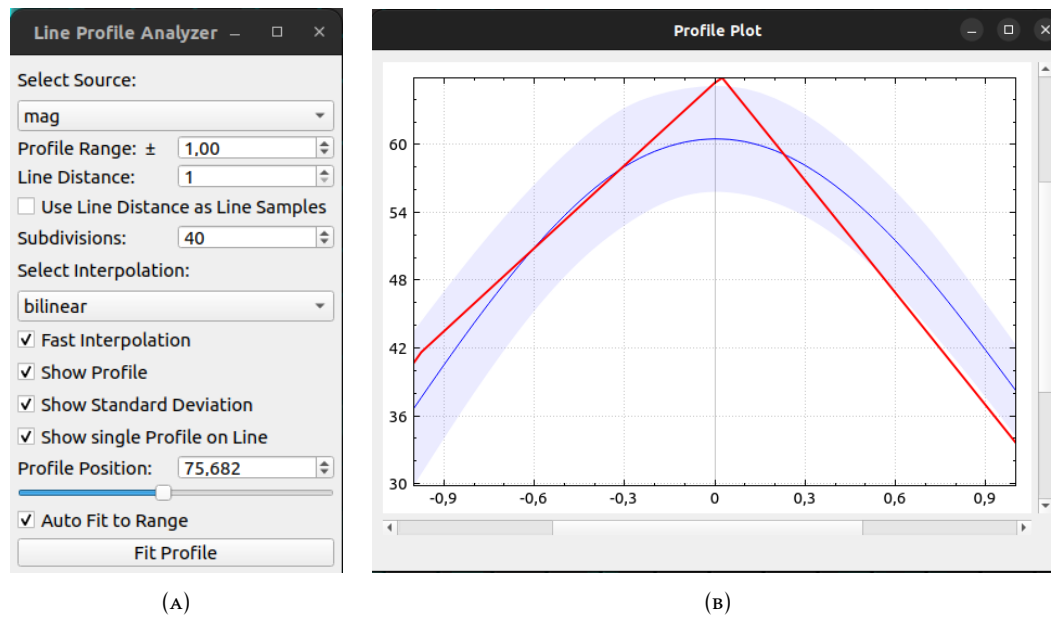 Line Profile Analyzer
Select Source:
mag
Profile Range: ± 1,00
Line Distance: 1
Use Line Distance as Line Samples
Subdivisions: 40
Select Interpolation:
bilinear
Fast Interpolation
Show Profile
Show Standard Deviation
Show single Profile on Line
Profile Position: 75,682
Auto Fit to Range
Fit Profile
(A)
Profile Plot
60
54
48
42
36
30
-0,9 -0,6 -0,3 0 0,3 0,6 0,9
(B)